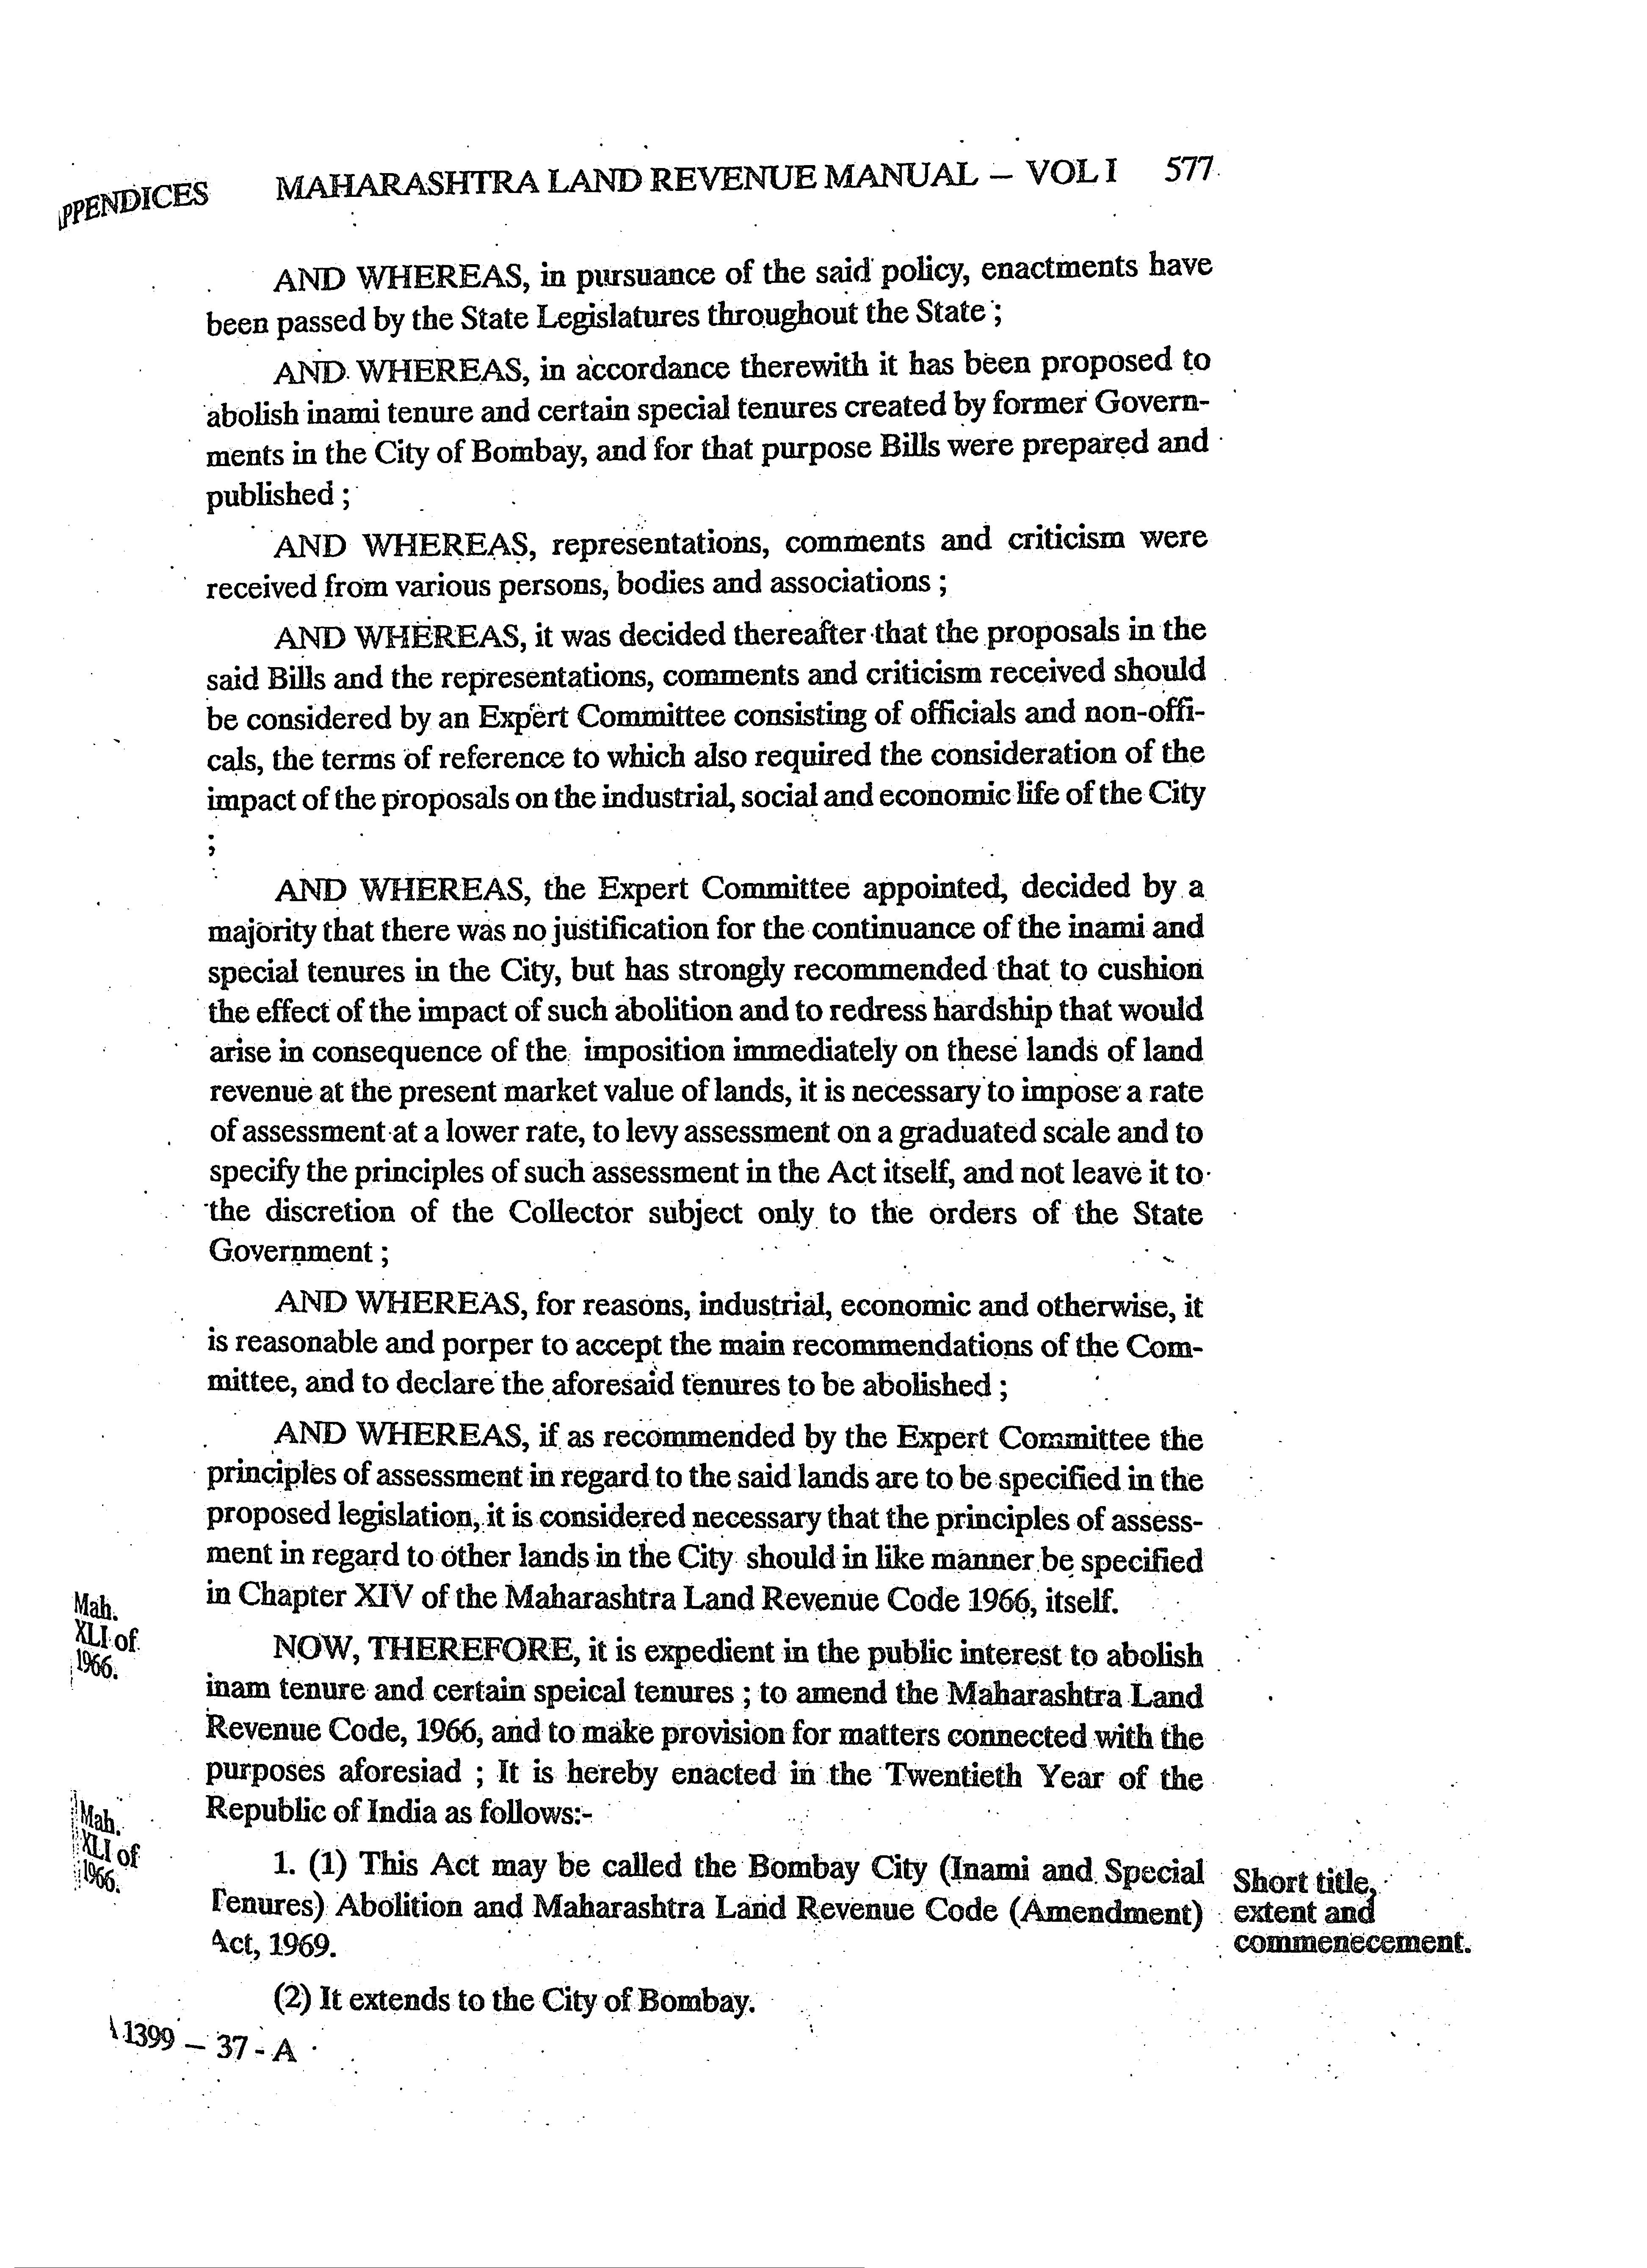 PPENDICES MAHARASHTRA LAND REVENUE MANUAL – VOL I 577
AND WHEREAS, in pursuance of the said policy, enactments have
been passed by the State Legislatures throughout the State ;
AND WHEREAS, in accordance therewith it has been proposed to
abolish inami tenure and certain special tenures created by former Govern-
ments in the City of Bombay, and for that purpose Bills were prepared and
published ;
AND WHEREAS, representations, comments and criticism were
received from various persons, bodies and associations ;
AND WHEREAS, it was decided thereafter that the proposals in the
said Bills and the representations, comments and criticism received should
be considered by an Expert Committee consisting of officials and non-offi-
cals, the terms of reference to which also required the consideration of the
impact of the proposals on the industrial, social and economic life of the City
;
AND WHEREAS, the Expert Committee appointed, decided by a
majority that there was no justification for the continuance of the inami and
special tenures in the City, but has strongly recommended that to cushion
the effect of the impact of such abolition and to redress hardship that would
arise in consequence of the imposition immediately on these lands of land
revenue at the present market value of lands, it is necessary to impose a rate
of assessment at a lower rate, to levy assessment on a graduated scale and to
specify the principles of such assessment in the Act itself, and not leave it to
the discretion of the Collector subject only to the orders of the State
Government ;
AND WHEREAS, for reasons, industrial, economic and otherwise, it
is reasonable and porper to accept the main recommendations of the Com-
mittee, and to declare the aforesaid tenures to be abolished ;
AND WHEREAS, if as recommended by the Expert Committee the
principles of assessment in regard to the said lands are to be specified in the
proposed legislation, it is considered necessary that the principles of assess-
ment in regard to other lands in the City should in like manner be specified
in Chapter XIV of the Maharashtra Land Revenue Code 1966, itself.
Mah.
XLI of
1966.
NOW, THEREFORE, it is expedient in the public interest to abolish
inam tenure and certain speical tenures ; to amend the Maharashtra Land
Revenue Code, 1966, and to make provision for matters connected with the
purposes aforesiad ; It is hereby enacted in the Twentieth Year of the
Republic of India as follows:-
Mah.
XLI of
1966.
1. (1) This Act may be called the Bombay City (Inami and Special
Tenures) Abolition and Maharashtra Land Revenue Code (Amendment)
Act, 1969.
Short title,
extent and
commenecement.
(2) It extends to the City of Bombay.
1399 – 37 - A